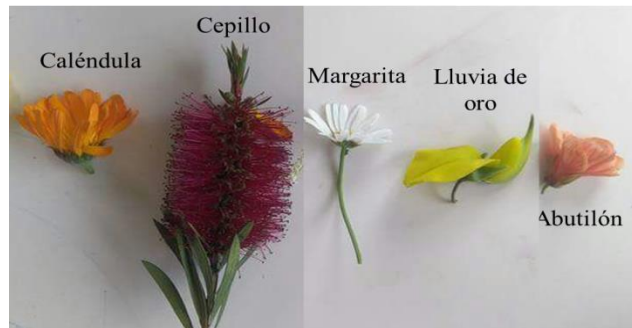 Caléndula
Cepillo
Margarita
Lluvia de
oro
Abutilón